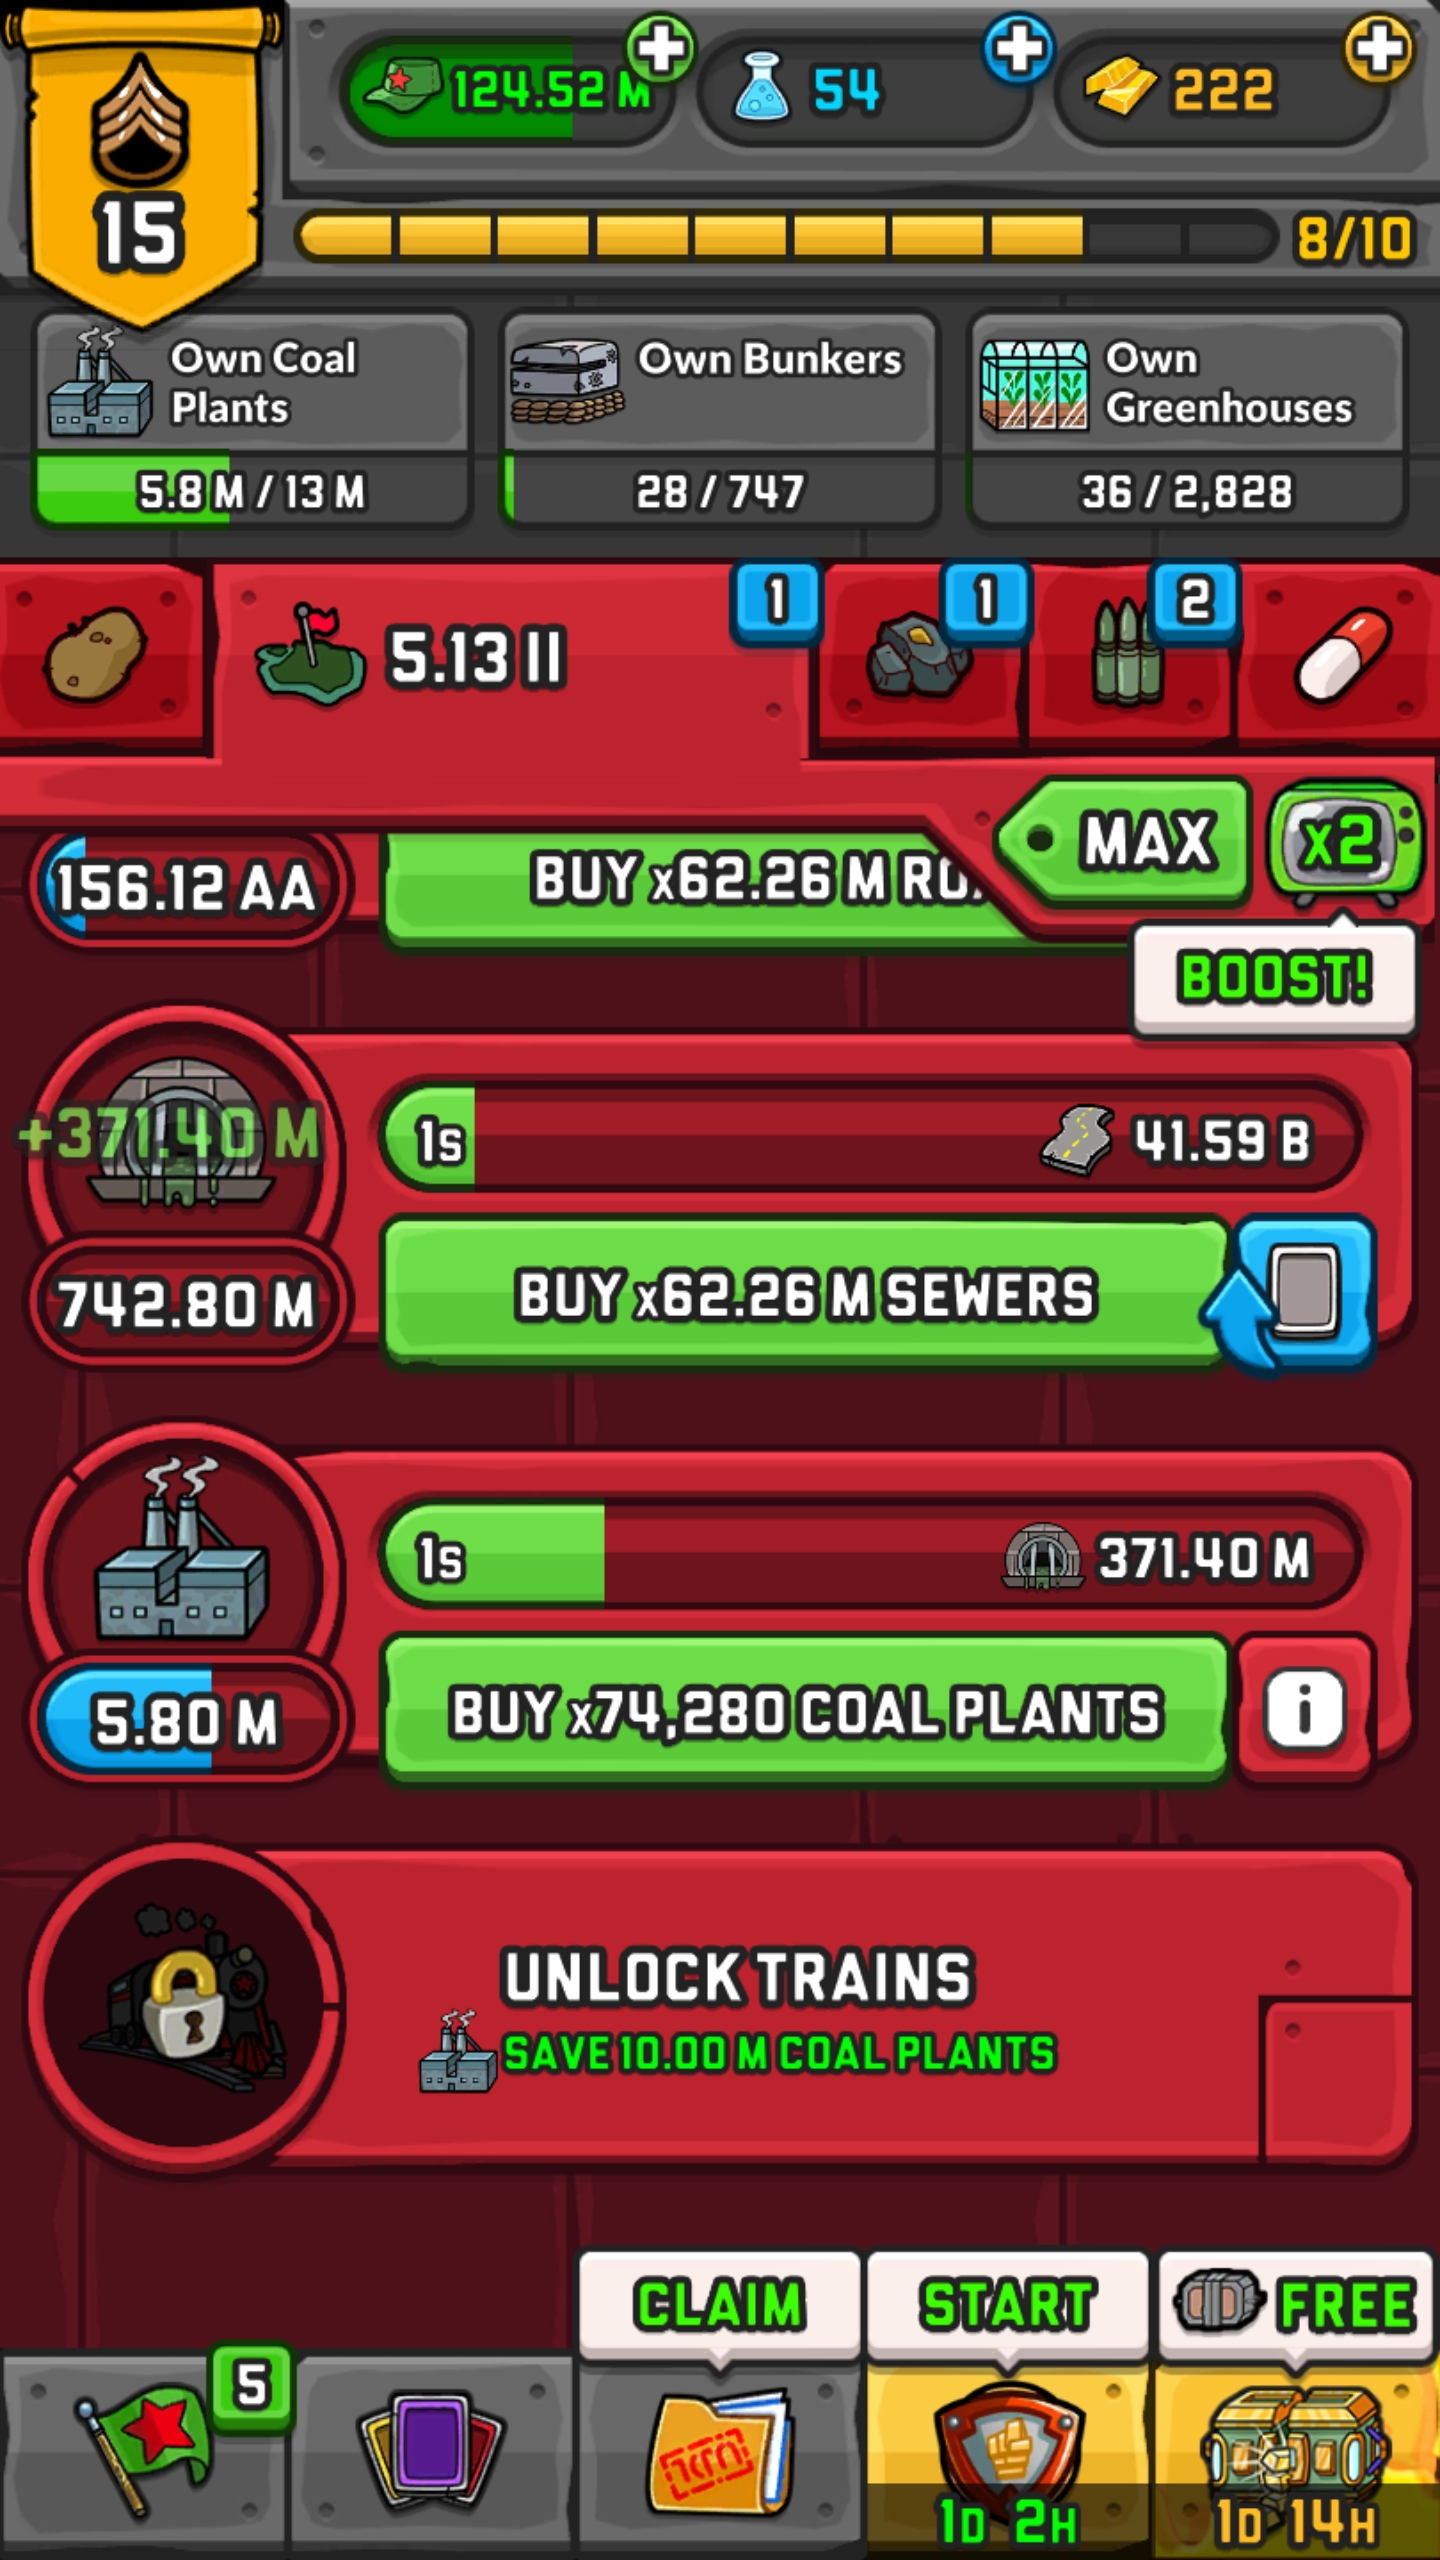 124.52 M
54
222
15
8/10
Own Coal
Plants
5.8 M / 13 M
Own Bunkers
28 / 747
Own
Greenhouses
36 / 2,828
5.13 II
1
1
2
MAX
x2
156.12 AA
BUY x62.26 M
BOOST!
+371.40 M
1s
41.59 B
742.80 M
BUY x62.26 M SEWERS
1s
371.40 M
5.80 M
BUY x74,280 COAL PLANTS
i
UNLOCK TRAINS
SAVE 10.00 M COAL PLANTS
CLAIM
START
FREE
5
1D 2H
1D 14H